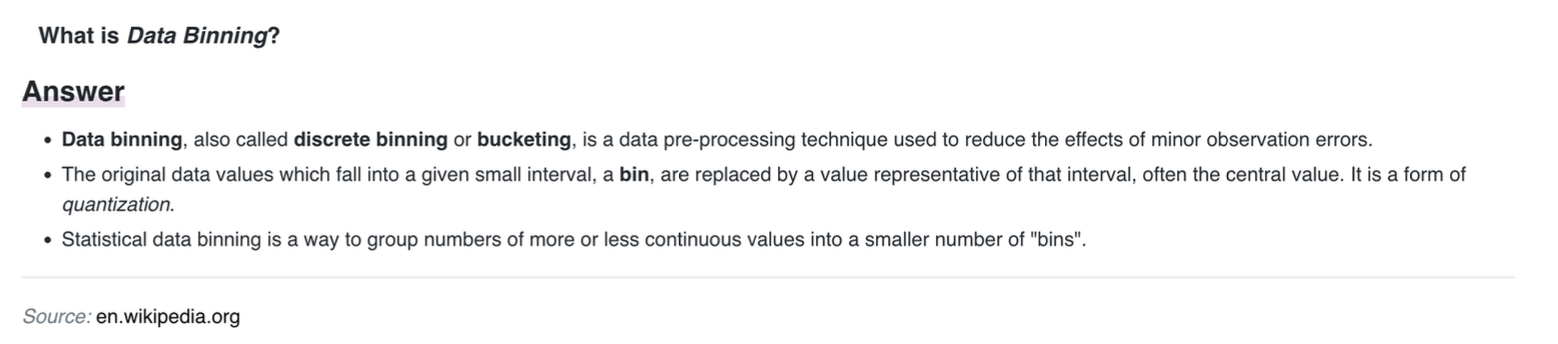 What is Data Binning?
Answer
• Data binning, also called discrete binning or bucketing, is a data pre-processing technique used to reduce the effects of minor observation errors.
• The original data values which fall into a given small interval, a bin, are replaced by a value representative of that interval, often the central value. It is a form of
quantization.
• Statistical data binning is a way to group numbers of more or less continuous values into a smaller number of "bins".
Source: en.wikipedia.org